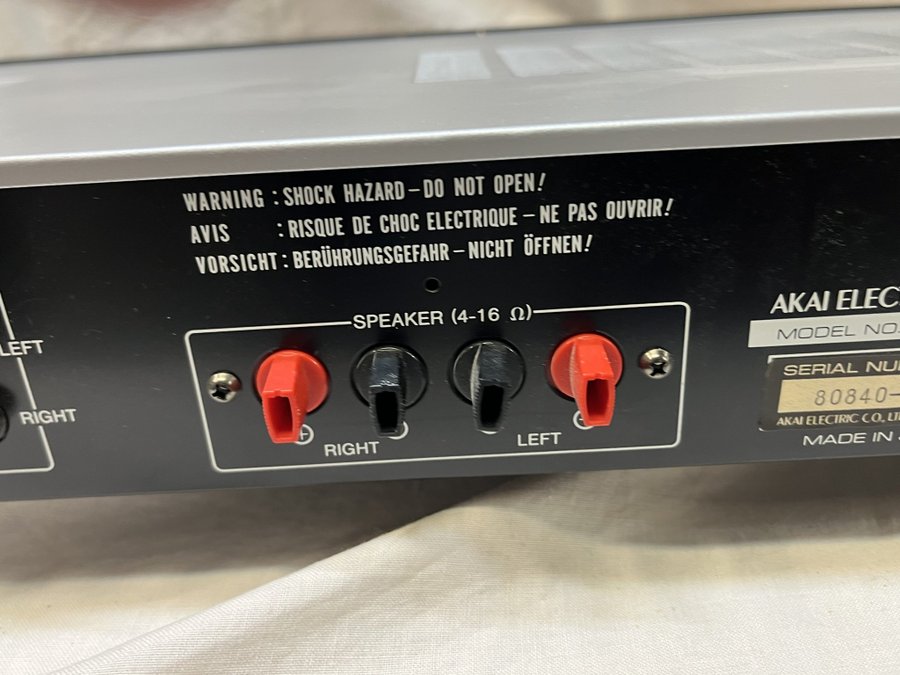 WARNING : SHOCK HAZARD – DO NOT OPEN!
AVIS : RISQUE DE CHOC ELECTRIQUE – NE PAS OUVRIR!
VORSICHT : BERÜHRUNGSGEFAHR – NICHT ÖFFNEN!
SPEAKER (4-16 Ω)
+ RIGHT LEFT
LEFT
RIGHT
AKAI ELEC
MODEL NO.
SERIAL NU
80840-
AKAI ELECTRIC CO., LT
MADE IN